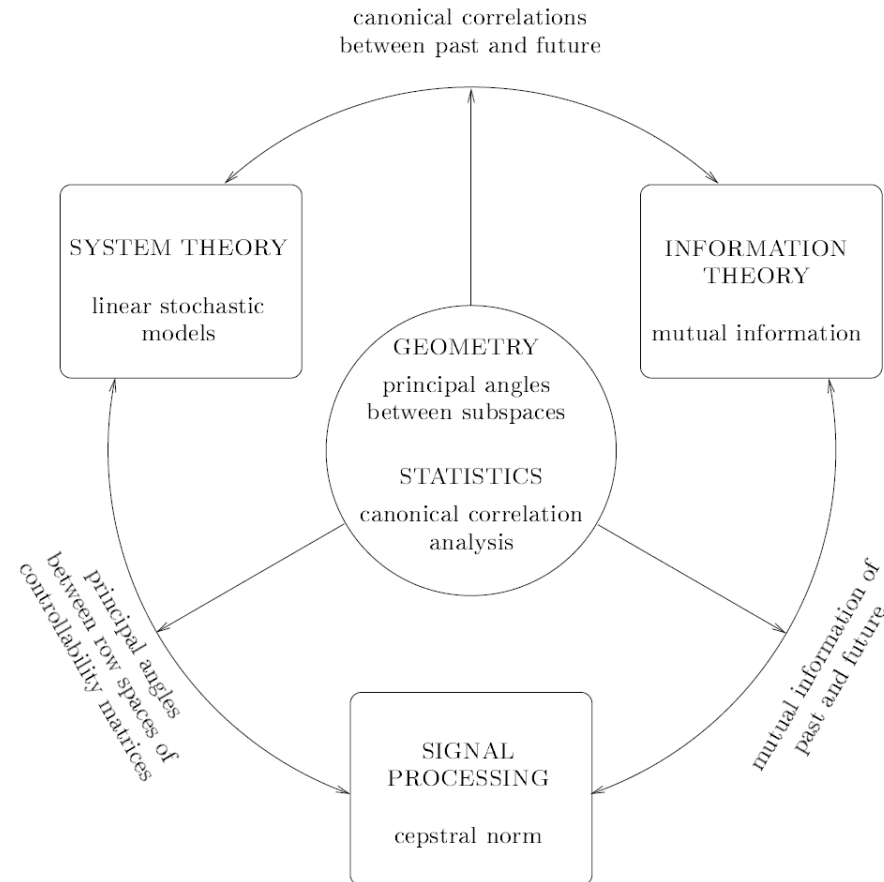 canonical correlations
between past and future
SYSTEM THEORY
linear stochastic
models
INFORMATION
THEORY
mutual information
GEOMETRY
principal angles
between subspaces
STATISTICS
canonical correlation
analysis
principal angles
between row spaces of
controllability matrices
mutual information of
past and future
SIGNAL
PROCESSING
cepstral norm